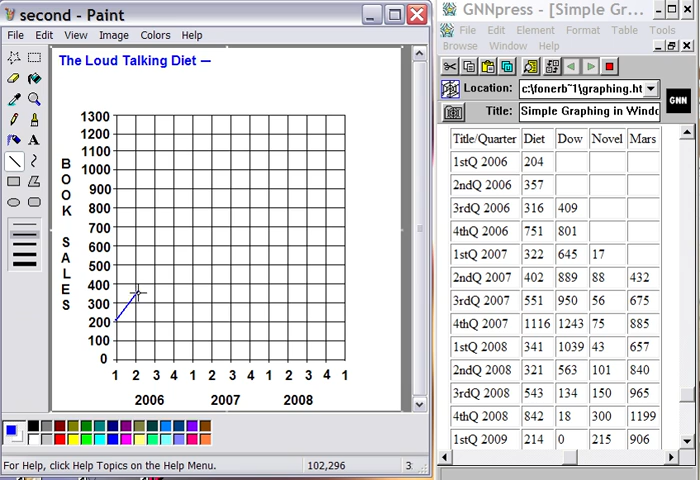 second - Paint
File Edit View Image Colors Help
The Loud Talking Diet —
1300
1200
1100
1000
900
800
700
600
500
400
300
200
100
0
BOOK SALES
1 2 3 4 1 2 3 4 1 2 3 4 1
2006 2007 2008
For Help, click Help Topics on the Help Menu. 102,296 3
GNNpress - [Simple Gr...
File Edit Element Format Table Tools
Browse Window Help
Location: c:\fonerb~1\graphing.ht
Title: Simple Graphing in Windo
GNN
Title/Quarter Diet Dow Novel Mars
1stQ 2006 204
2ndQ 2006 357
3rdQ 2006 316 409
4thQ 2006 751 801
1stQ 2007 322 645 17
2ndQ 2007 402 889 88 432
3rdQ 2007 551 950 56 675
4thQ 2007 1116 1243 75 885
1stQ 2008 341 1039 43 657
2ndQ 2008 321 563 101 840
3rdQ 2008 543 134 150 965
4thQ 2008 842 18 300 1199
1stQ 2009 214 0 215 906